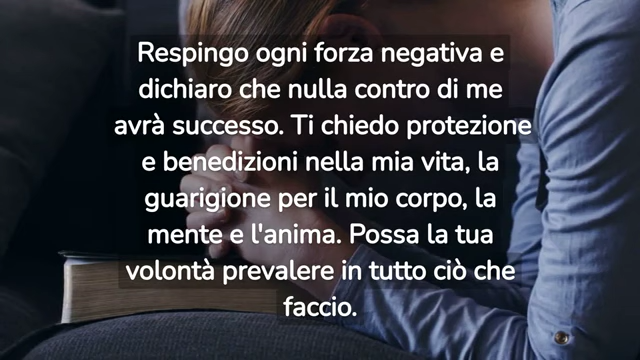 Respingo ogni forza negativa e
dichiaro che nulla contro di me
avrà successo. Ti chiedo protezione
e benedizioni nella mia vita, la
guarigione per il mio corpo, la
mente e l'anima. Possa la tua
volontà prevalere in tutto ciò che
faccio.